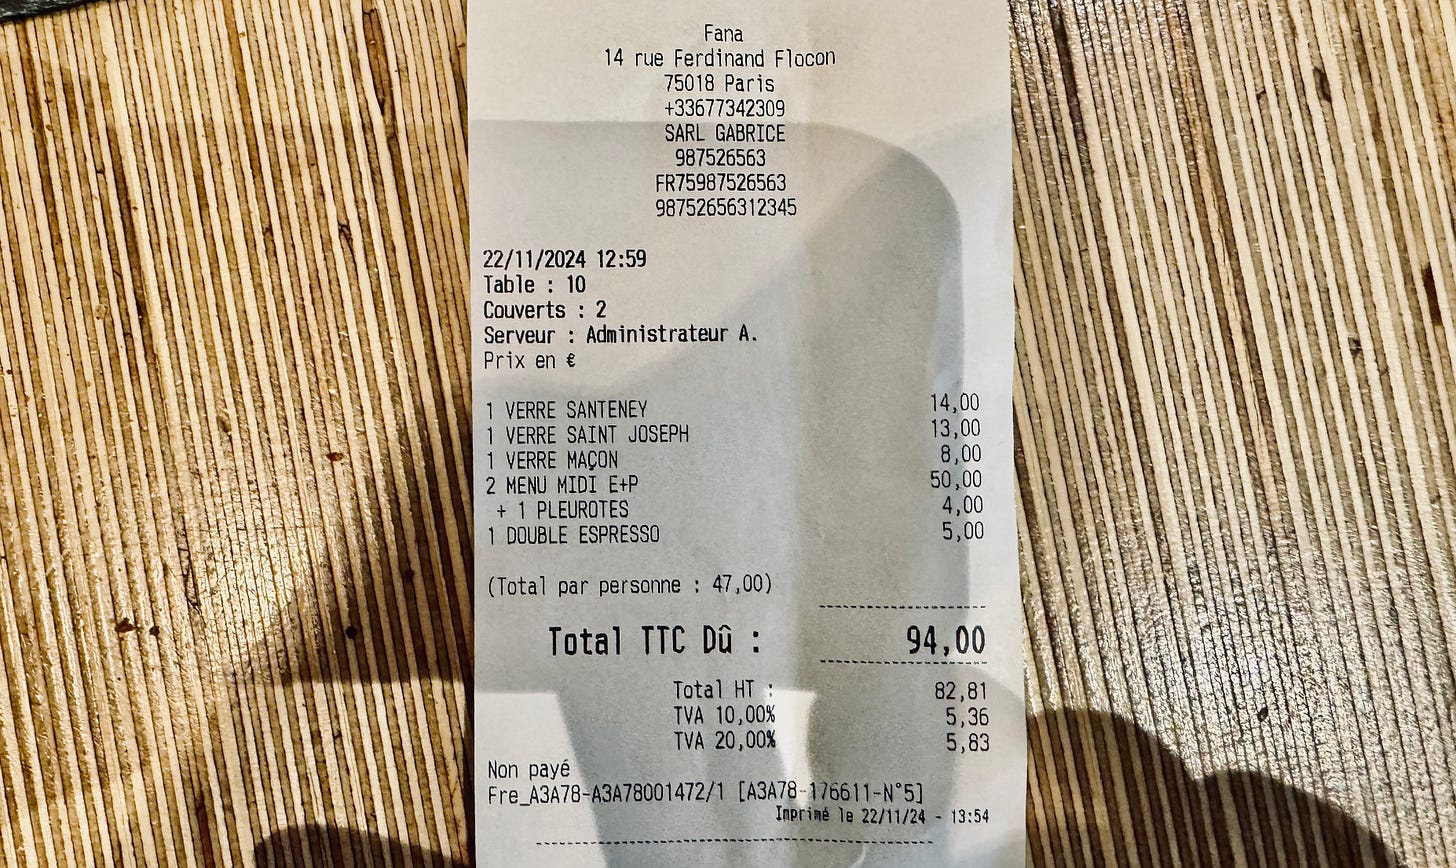 Fana
14 rue Ferdinand Flocon
75018 Paris
+33677342309
SARL GABRICE
987526563
FR75987526563
98752656312345
22/11/2024 12:59
Table : 10
Couverts : 2
Serveur : Administrateur A.
Prix en €
1 VERRE SANTENEY 14,00
1 VERRE SAINT JOSEPH 13,00
1 VERRE MAÇON 8,00
2 MENU MIDI E+P 50,00
+ 1 PLEUROTES 4,00
1 DOUBLE ESPRESSO 5,00
(Total par personne : 47,00)
Total TTC Dû : 94,00
Total HT : 82,81
TVA 10,00% 5,36
TVA 20,00% 5,83
Non payé
Fre_A3A78-A3A78001472/1 [A3A78-176611-N°5]
Imprimé le 22/11/24 - 13:54